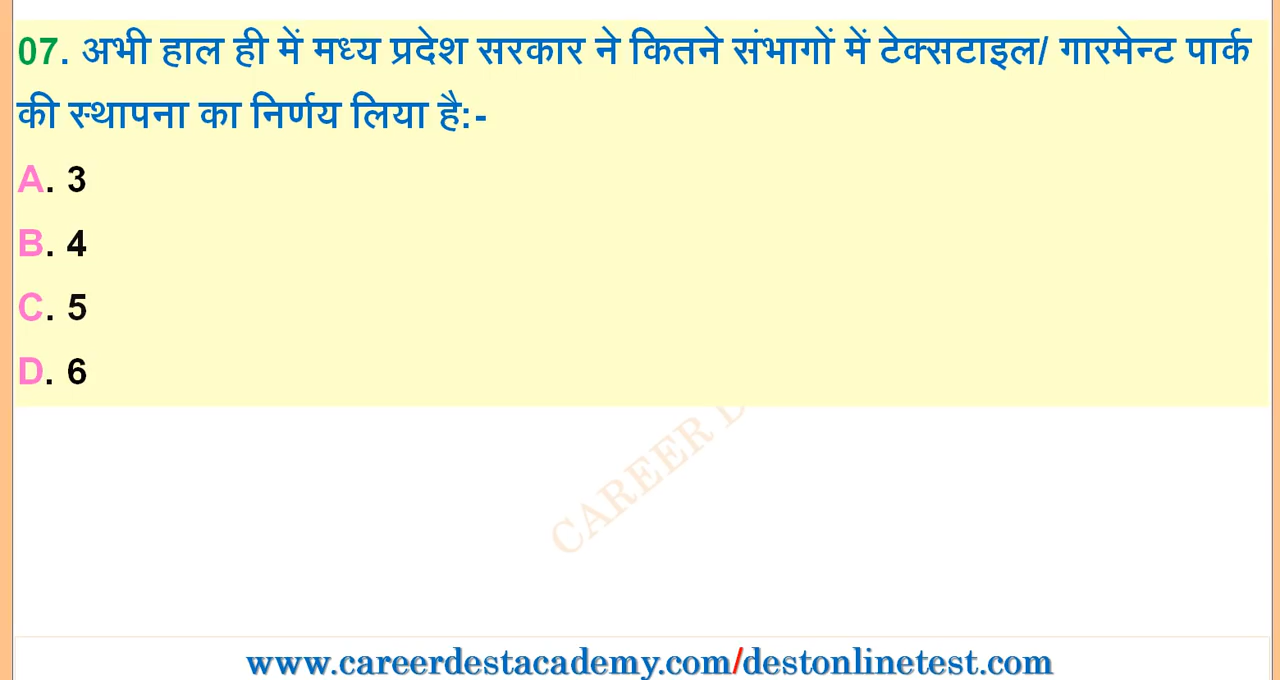 07. अभी हाल ही में मध्य प्रदेश सरकार ने कितने संभागों में टेक्सटाइल/ गारमेन्ट पार्क
की स्थापना का निर्णय लिया है:-
A. 3
B. 4
C. 5
D. 6
CAREER D
www.careerdestacademy.com/destonlinetest.com